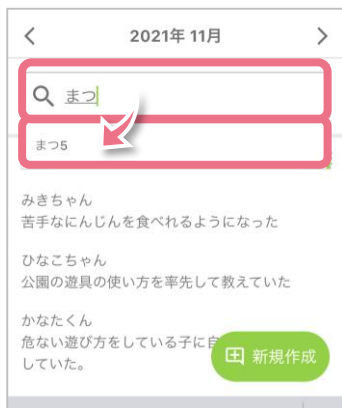 2021年 11月
まつ
まつ5
みきちゃん
苦手なにんじんを食べれるようになった
ひなこちゃん
公園の遊具の使い方を率先して教えていた
かなたくん
危ない遊び方をしている子に
していた。
新規作成